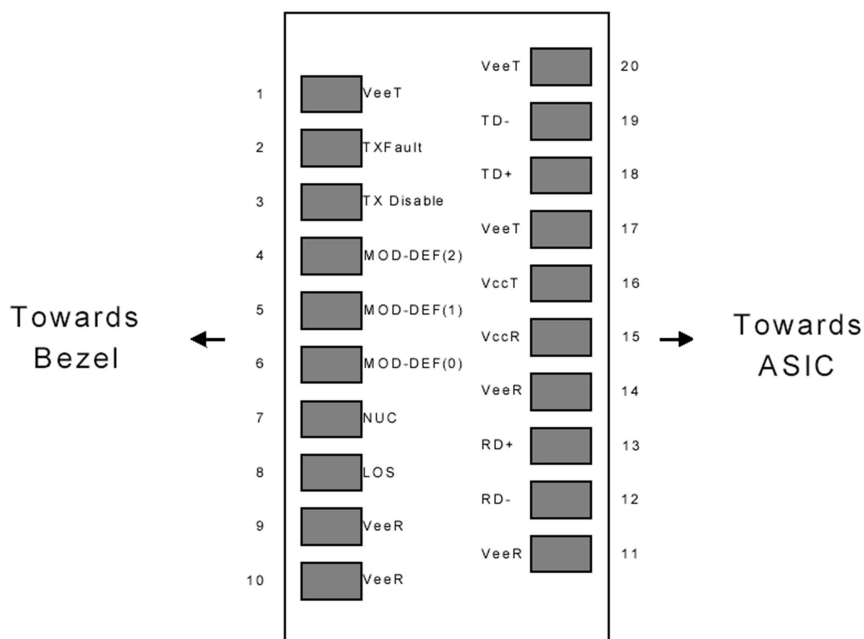 VeeT 20
1 VeeT
TD- 19
2 TXFault
TD+ 18
3 TX Disable
VeeT 17
4 MOD-DEF(2)
VccT 16
5 MOD-DEF(1)
VccR 15
Towards
Bezel
Towards
ASIC
6 MOD-DEF(0)
VeeR 14
7 NUC
RD+ 13
8 LOS
RD- 12
9 VeeR
VeeR 11
10 VeeR